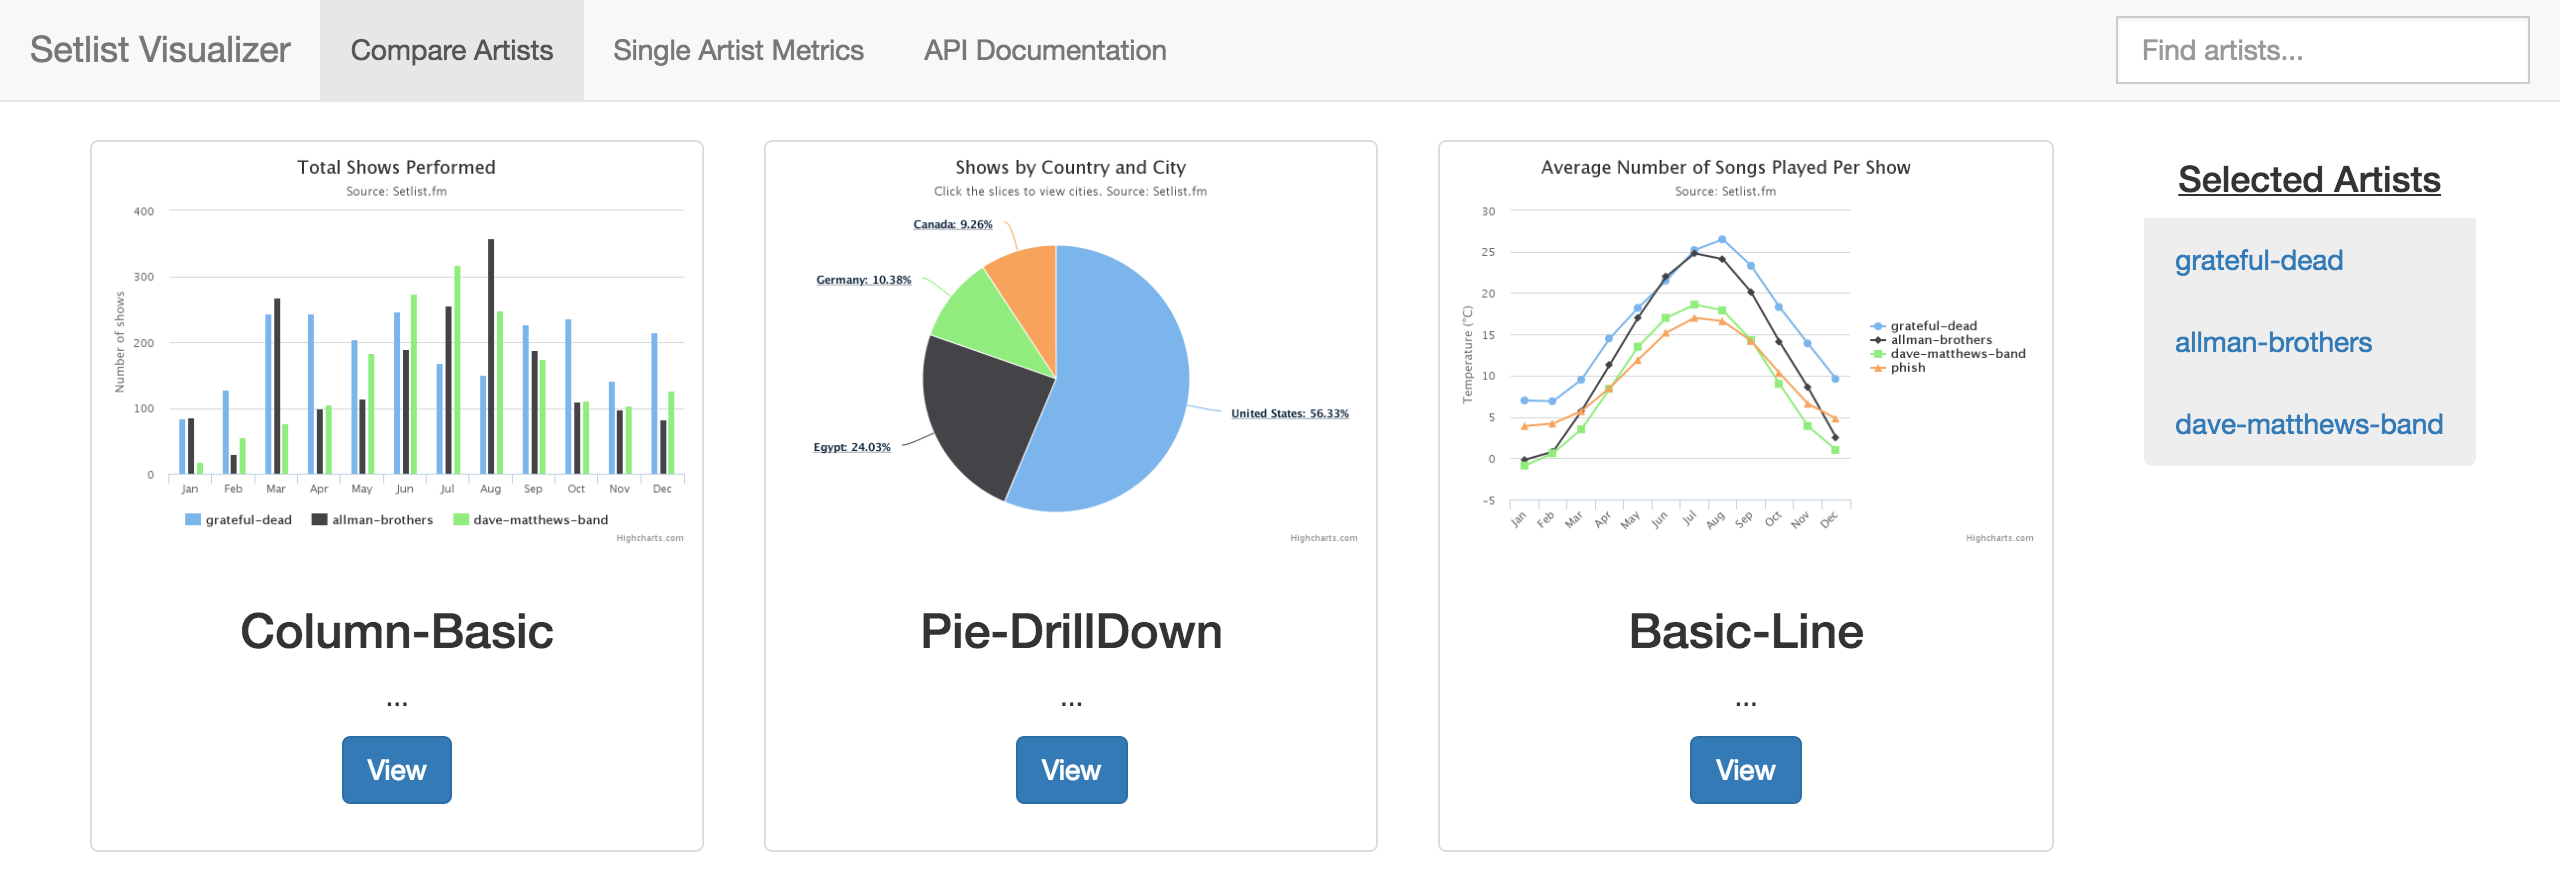 Setlist Visualizer
Compare Artists
Single Artist Metrics
API Documentation
Find artists...
Total Shows Performed
Source: Setlist.fm
Number of shows
400
300
200
100
0
Jan Feb Mar Apr May Jun Jul Aug Sep Oct Nov Dec
grateful-dead allman-brothers dave-matthews-band
Highcharts.com
Column-Basic
...
View
Shows by Country and City
Click the slices to view cities. Source: Setlist.fm
Canada: 9.26%
Germany: 10.38%
United States: 56.33%
Egypt: 24.03%
Highcharts.com
Pie-DrillDown
...
View
Average Number of Songs Played Per Show
Source: Setlist.fm
Temperature (°C)
30
25
20
15
10
5
0
-5
Jan Feb Mar Apr May Jun Jul Aug Sep Oct Nov Dec
grateful-dead
allman-brothers
dave-matthews-band
phish
Highcharts.com
Basic-Line
...
View
Selected Artists
grateful-dead
allman-brothers
dave-matthews-band